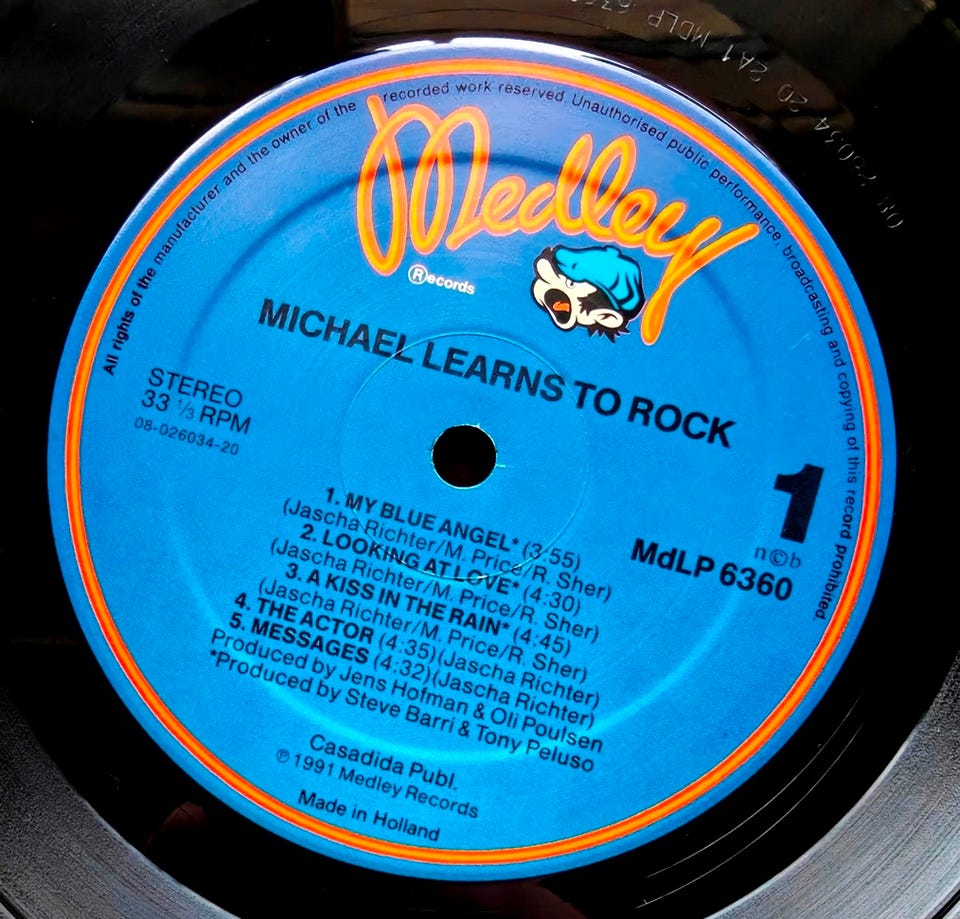 All rights of the manufacturer and the owner of the recorded work reserved. Unauthorised public performance, broadcasting and copying of this record prohibited.
Medley
®ecords
MICHAEL LEARNS TO ROCK
STEREO
33 ⅓ RPM
08-026034-20
1
n©b
MdLP 6360
1. MY BLUE ANGEL* (3:55)
(Jascha Richter/M. Price/R. Sher)
2. LOOKING AT LOVE* (4:30)
(Jascha Richter/M. Price/R. Sher)
3. A KISS IN THE RAIN* (4:45)
(Jascha Richter/M. Price/R. Sher)
4. THE ACTOR (4:35)(Jascha Richter)
5. MESSAGES (4:32)(Jascha Richter)
Produced by Jens Hofman & Oli Poulsen
*Produced by Steve Barri & Tony Peluso
Casadida Publ.
℗ 1991 Medley Records
Made in Holland
2A1 MDLP